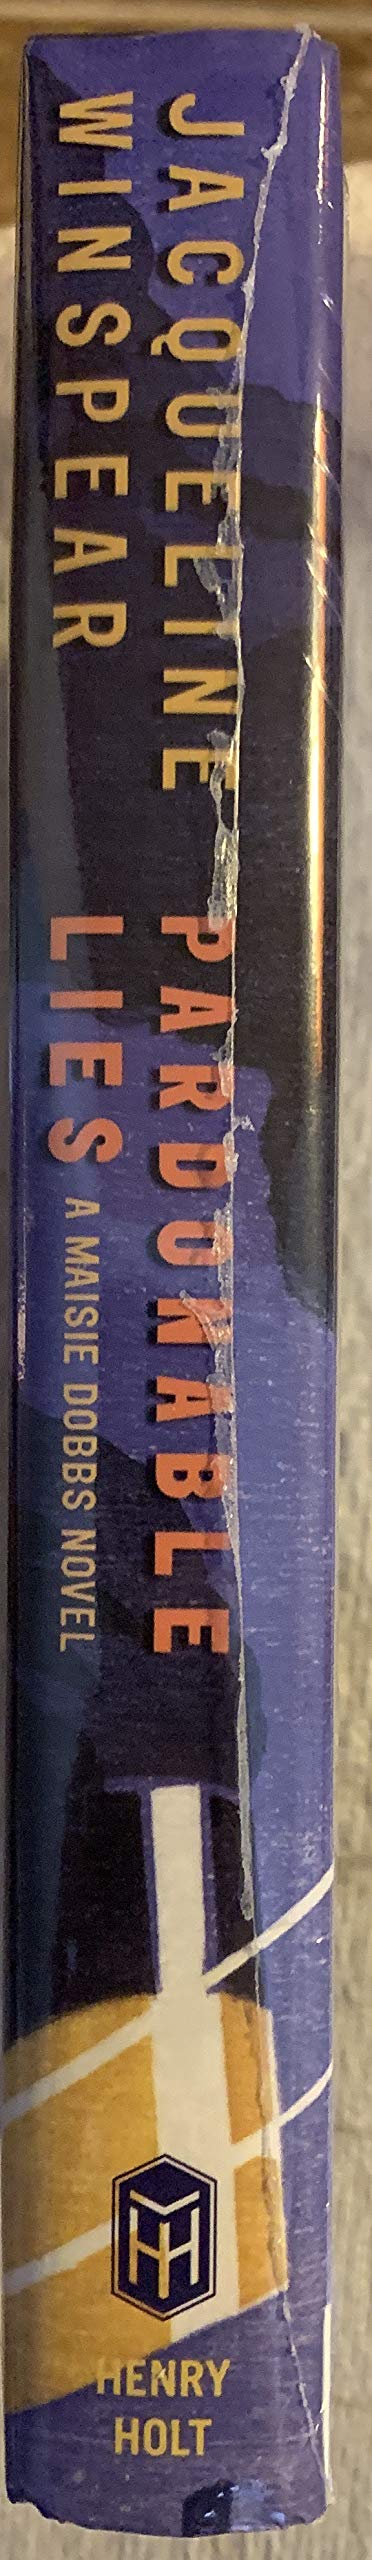 JACQUELINE
WINSPEAR
PARDONABLE
LIES
A MAISIE DOBBS NOVEL
HENRY
HOLT